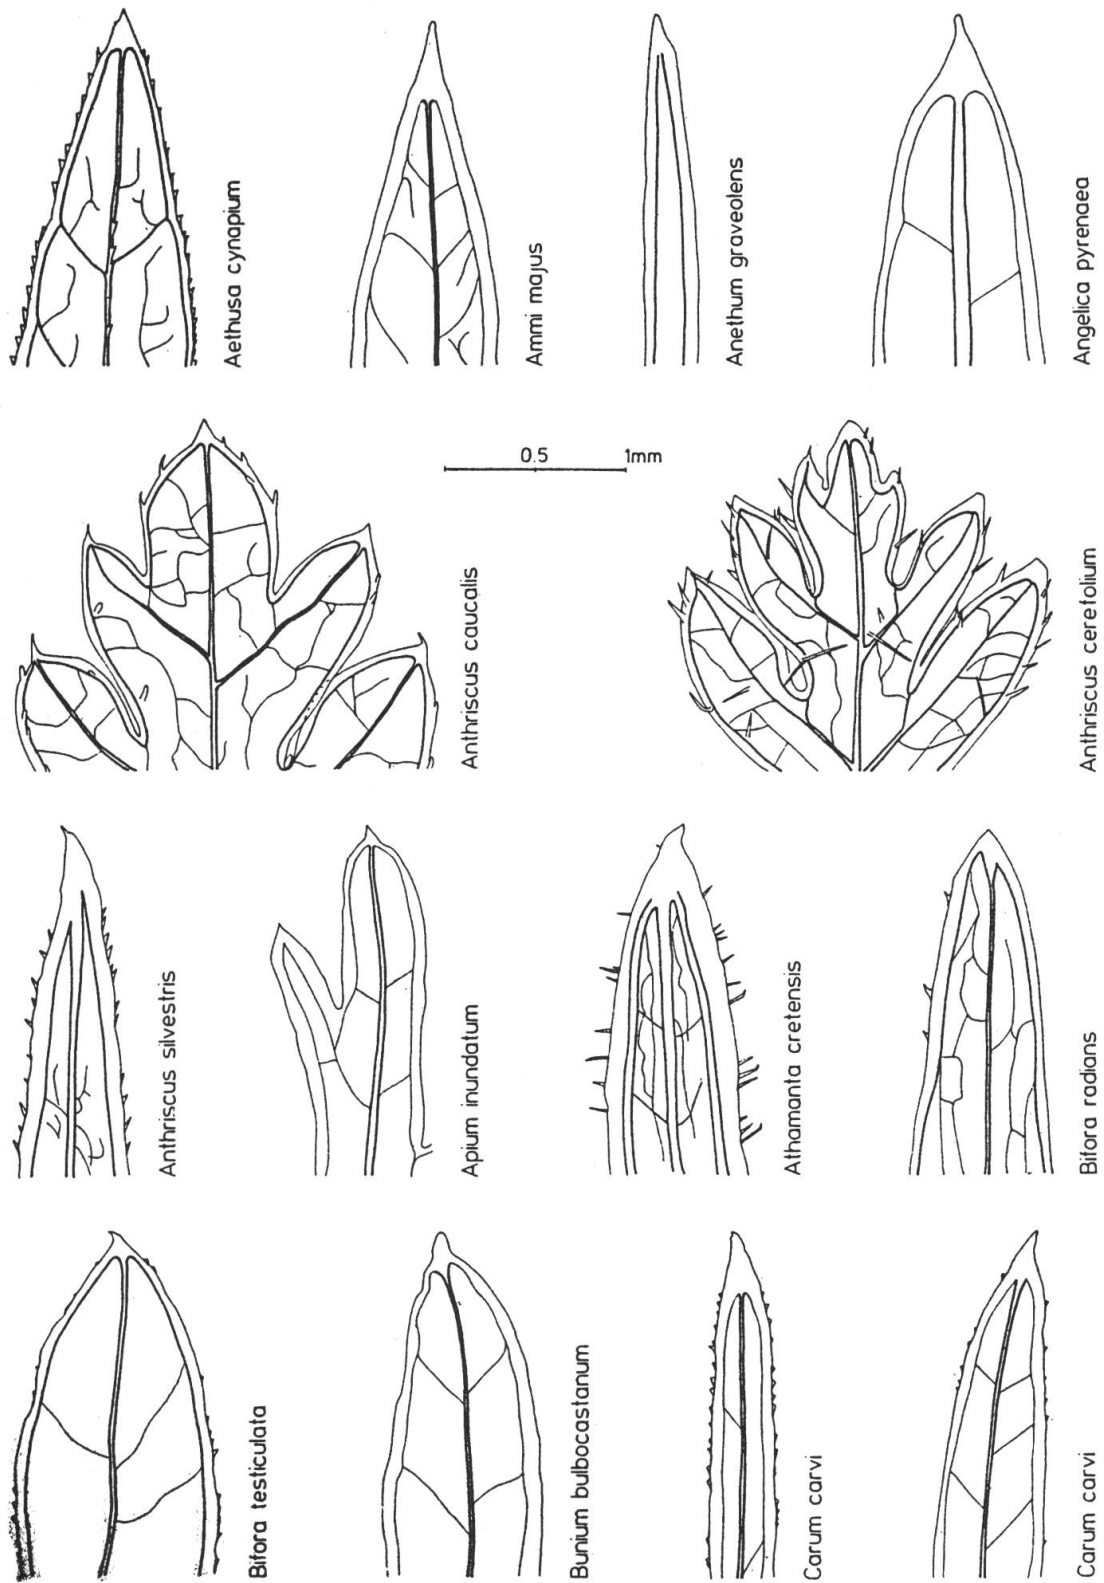 Aethusa cynapium
Ammi majus
Anethum graveolens
Angelica pyrenaea
Anthriscus caucalis
0.5 1mm
Anthriscus cerefolium
Anthriscus silvestris
Apium inundatum
Athamanta cretensis
Bifora radians
Bifora testiculata
Bunium bulbocastanum
Carum carvi
Carum carvi